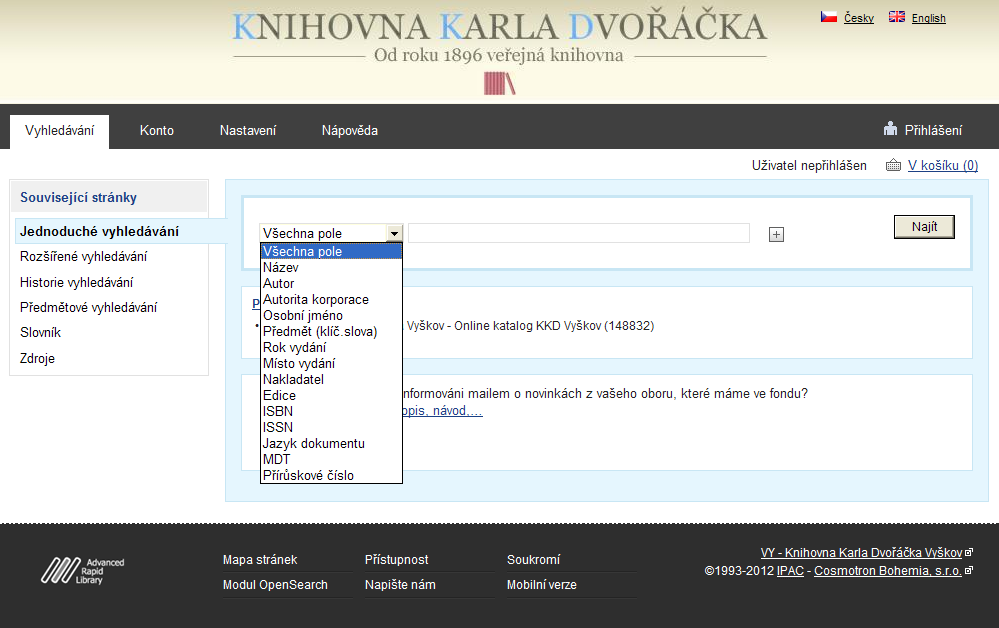 KNIHOVNA KARLA DVOŘÁČKA
Od roku 1896 veřejná knihovna
Česky English
Vyhledávání Konto Nastavení Nápověda Přihlášení
Uživatel nepřihlášen V košíku (0)
Související stránky
Jednoduché vyhledávání
Rozšířené vyhledávání
Historie vyhledávání
Předmětové vyhledávání
Slovník
Zdroje
Všechna pole
Najít
Všechna pole
Název
Autor
Autorita korporace
Osobní jméno
Předmět (klíč.slova)
Rok vydání
Místo vydání
Nakladatel
Edice
ISBN
ISSN
Jazyk dokumentu
MDT
Přírůskové číslo
P
Vyškov - Online katalog KKD Vyškov (148832)
informováni mailem o novinkách z vašeho oboru, které máme ve fondu?
opis, návod....
Advanced
Rapid
Library
Mapa stránek Přístupnost Soukromí
Modul OpenSearch Napište nám Mobilní verze
VY - Knihovna Karla Dvořáčka Vyškov
©1993-2012 IPAC - Cosmotron Bohemia, s.r.o.